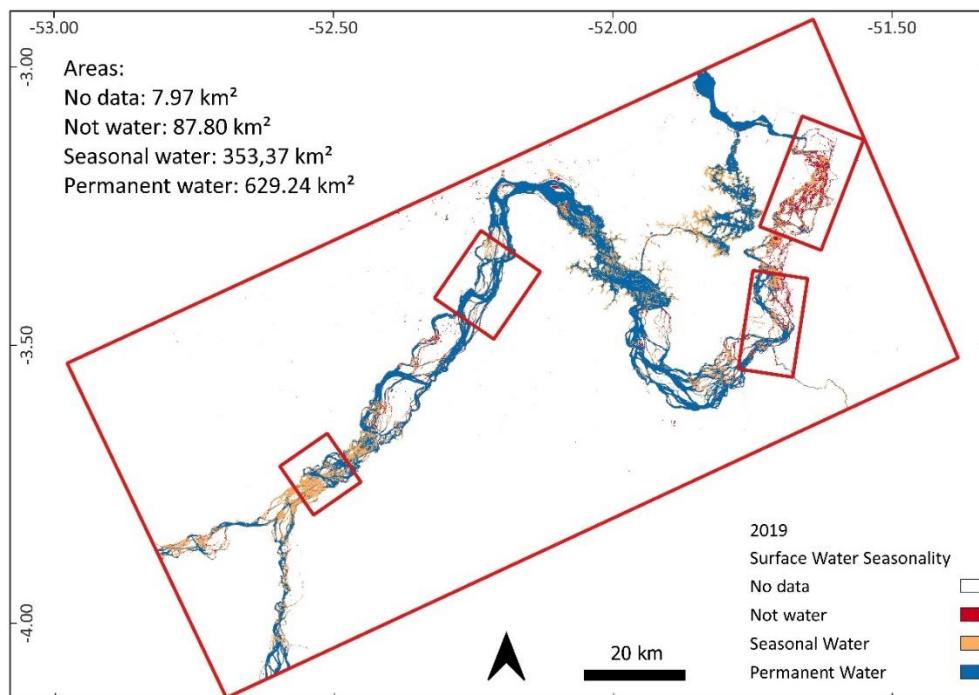 -53.00
-52.50
-52.00
-51.50
-3.00
Areas:
No data: 7.97 km²
Not water: 87.80 km²
Seasonal water: 353,37 km²
Permanent water: 629.24 km²
-3.50
-4.00
20 km
2019
Surface Water Seasonality
No data
Not water
Seasonal Water
Permanent Water